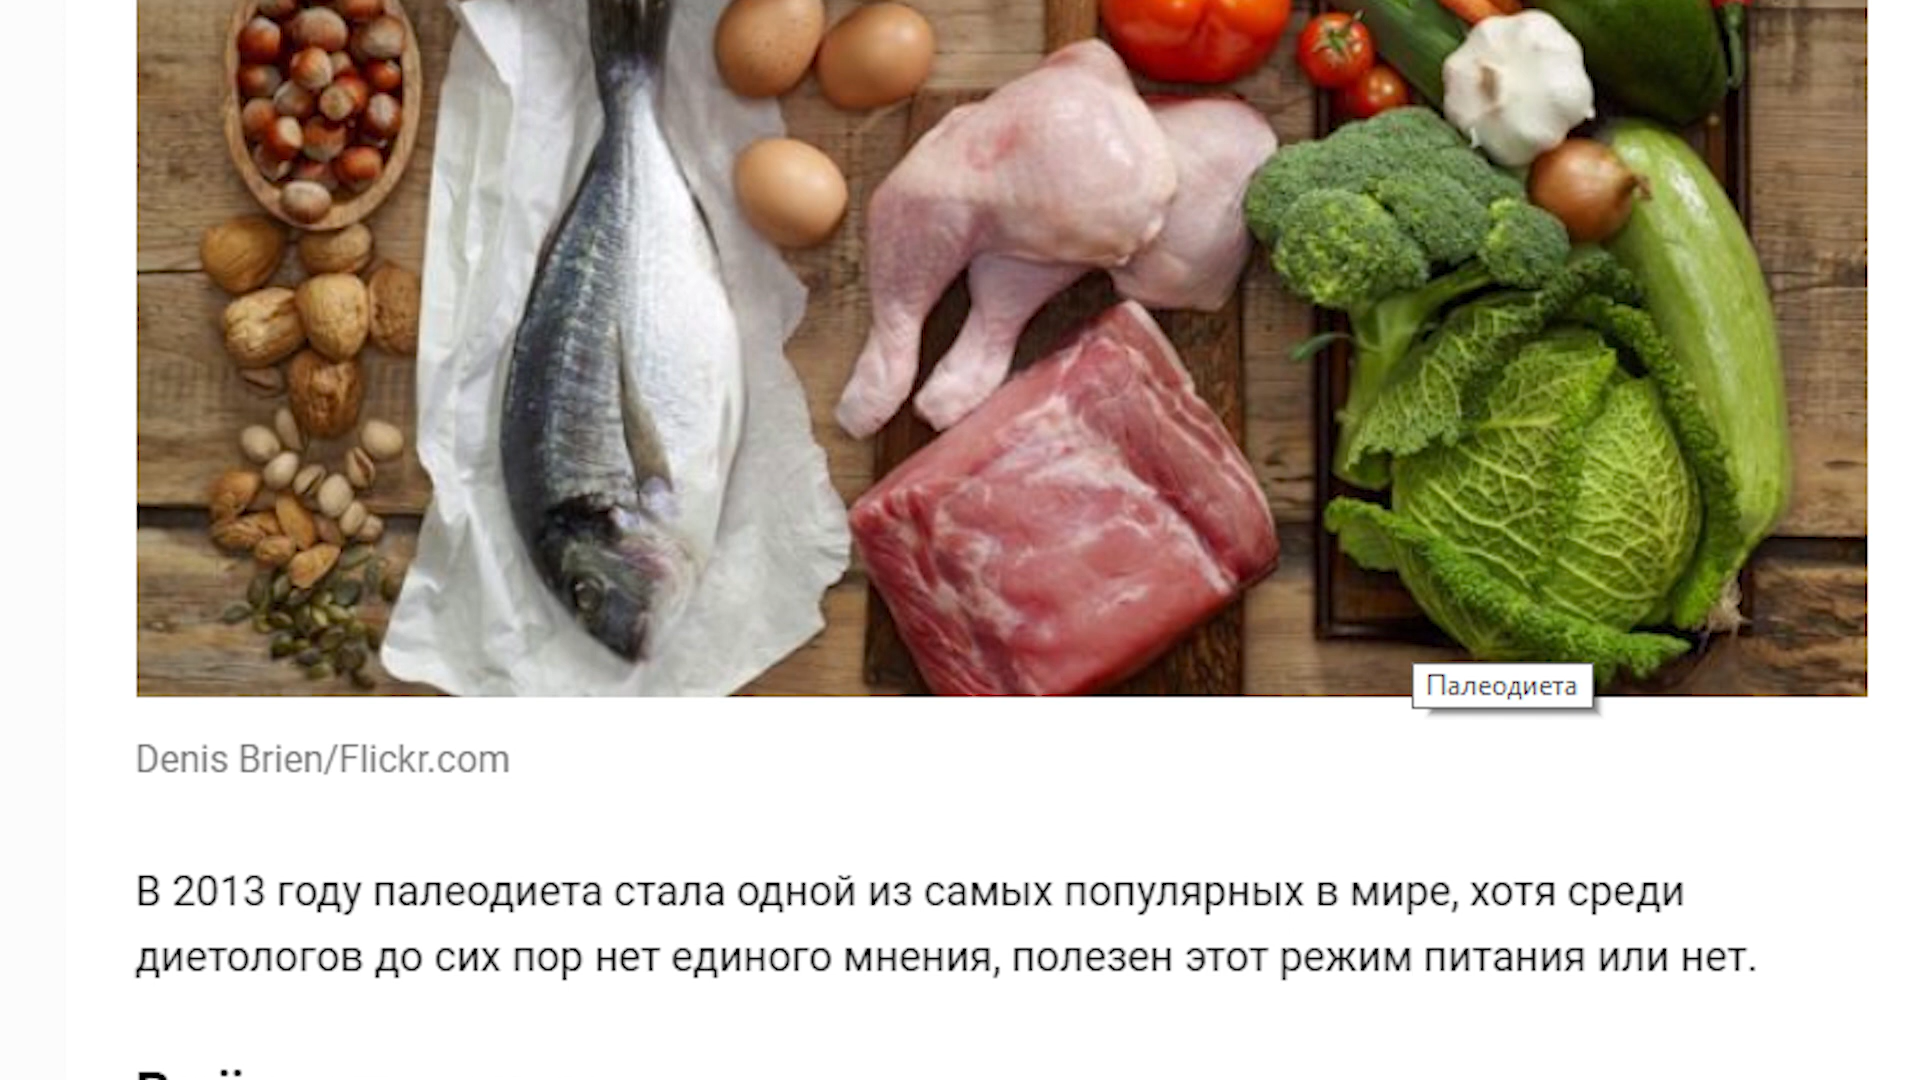 Палеодиета
Denis Brien/Flickr.com
В 2013 году палеодиета стала одной из самых популярных в мире, хотя среди
диетологов до сих пор нет единого мнения, полезен этот режим питания или нет.